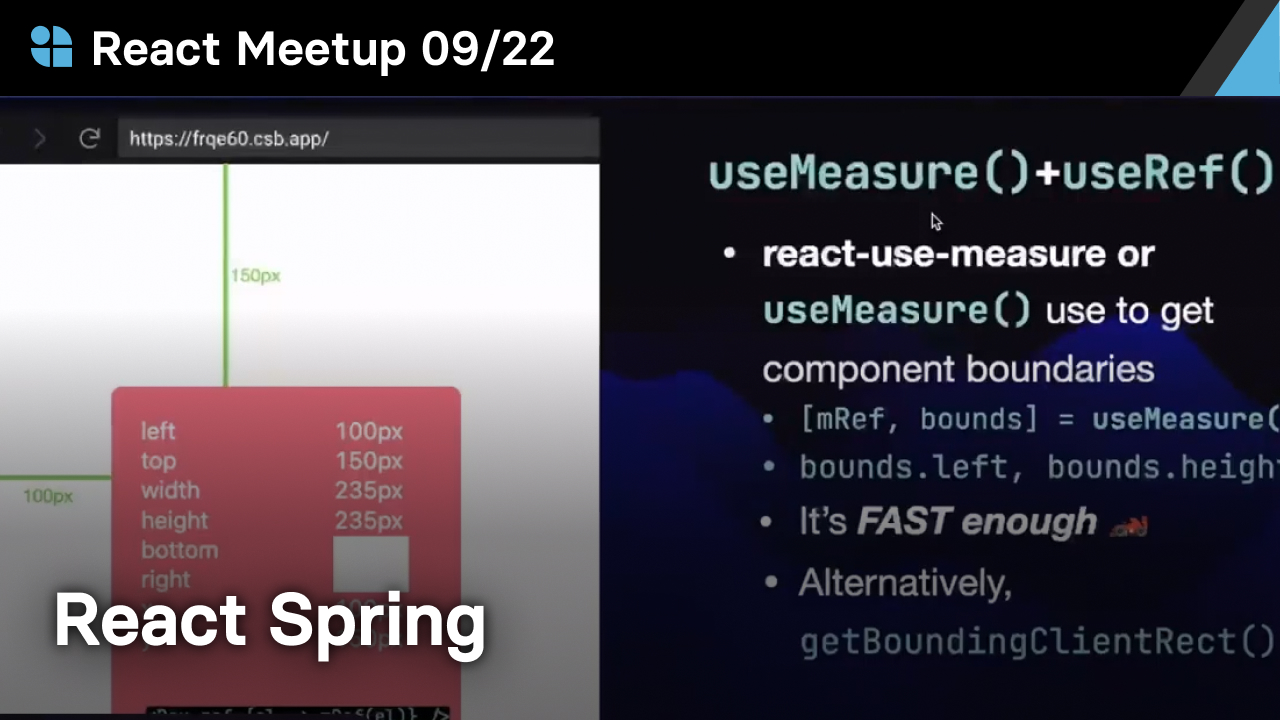 React Meetup 09/22
https://frqe60.csb.app/
150px
100px
left 100px
top 150px
width 235px
height 235px
bottom
right
React Spring
useMeasure()+useRef()
• react-use-measure or
useMeasure() use to get
component boundaries
• [mRef, bounds] = useMeasure(
• bounds.left, bounds.heigh
• It's FAST enough 🏎️
• Alternatively,
getBoundingClientRect()